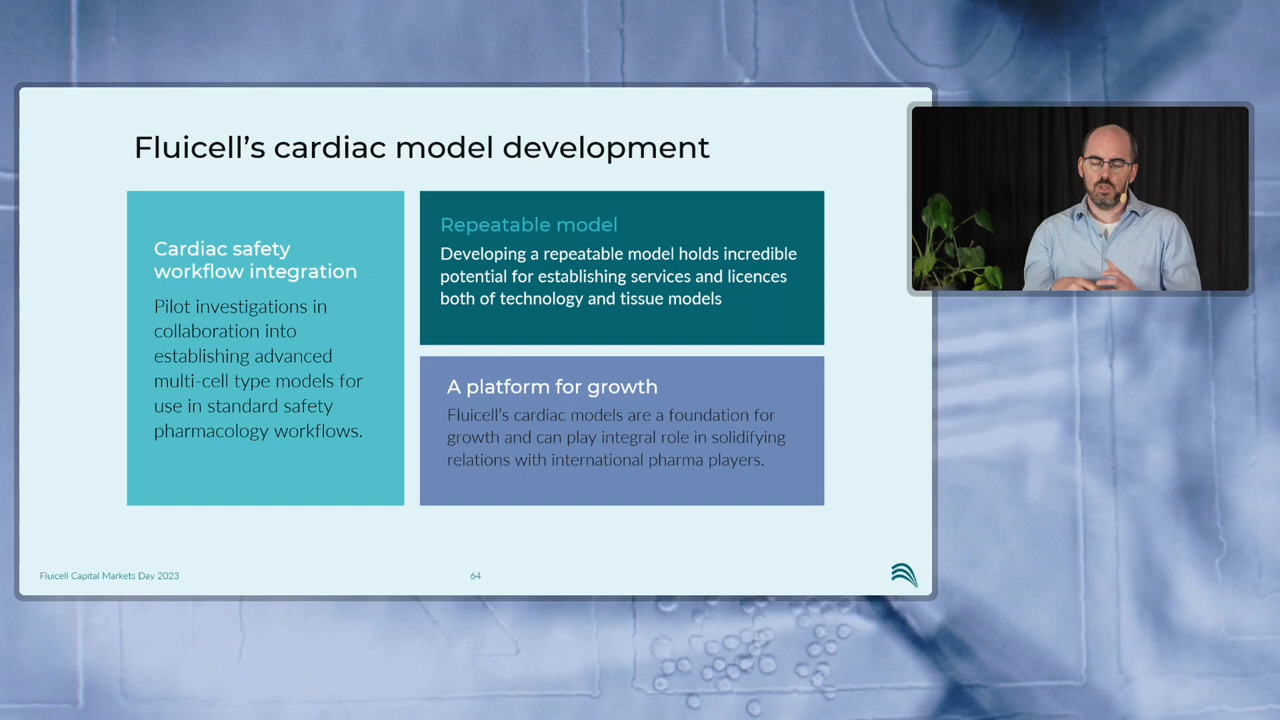 Fluicell's cardiac model development
Cardiac safety
workflow integration
Pilot investigations in
collaboration into
establishing advanced
multi-cell type models for
use in standard safety
pharmacology workflows.
Repeatable model
Developing a repeatable model holds incredible
potential for establishing services and licences
both of technology and tissue models
A platform for growth
Fluicell's cardiac models are a foundation for
growth and can play integral role in solidifying
relations with international pharma players.
Fluicell Capital Markets Day 2023
64